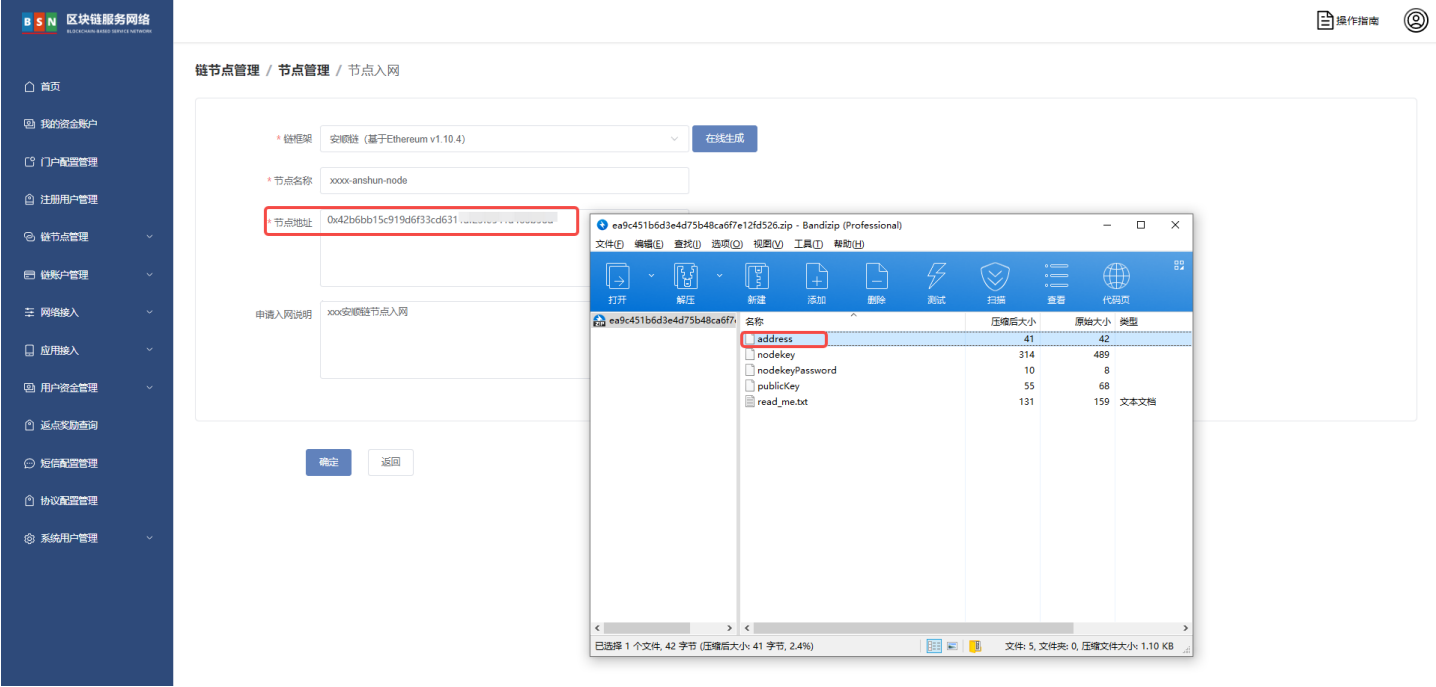 BSN 区块链服务网络
BLOCKCHAIN-BASED SERVICE NETWORK
操作指南
首页
我的资金账户
门户配置管理
注册用户管理
链节点管理
链账户管理
网络接入
应用接入
用户资金管理
返点奖励查询
短信配置管理
协议配置管理
系统用户管理
链节点管理 / 节点管理 / 节点入网
* 链框架 安顺链（基于Ethereum v1.10.4） 在线生成
* 节点名称 xxxx-anshun-node
* 节点地址 0x42b6bb15c919d6f33cd631
申请入网说明 xxx安顺链节点入网
确定 返回
ea9c451b6d3e4d75b48ca6f7e12fd526.zip - Bandizip (Professional)
文件(F) 编辑(E) 查找(I) 选项(O) 视图(V) 工具(T) 帮助(H)
打开 解压 新建 添加 删除 测试 扫描 查看 代码页
ea9c451b6d3e4d75b48ca6f7
名称 压缩后大小 原始大小 类型
address 41 42
nodekey 314 489
nodekeyPassword 10 8
publicKey 55 68
read_me.txt 131 159 文本文档
已选择 1 个文件, 42 字节 (压缩后大小: 41 字节, 2.4%) 文件: 5, 文件夹: 0, 压缩文件大小: 1.10 KB